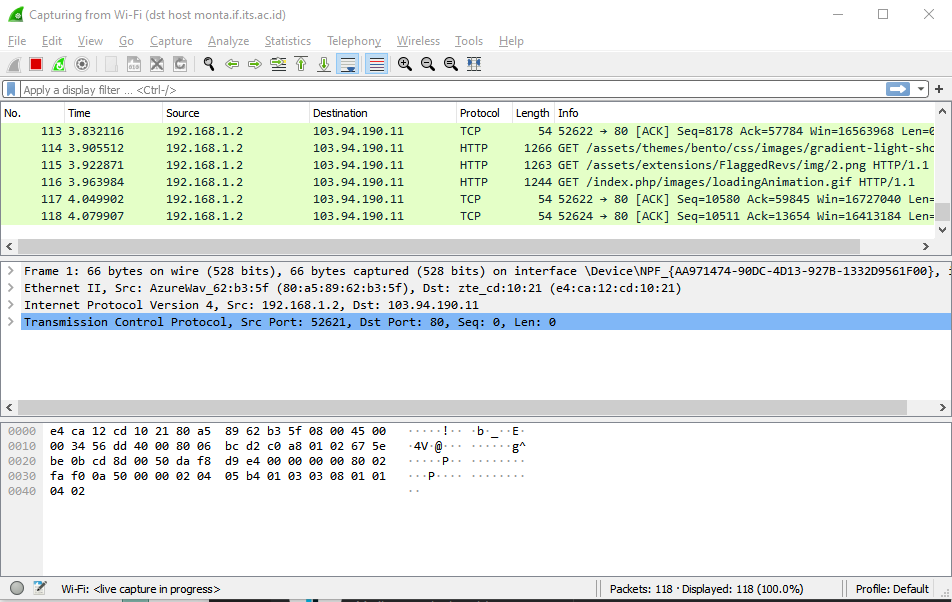 Capturing from Wi-Fi (dst host monta.if.its.ac.id)
File Edit View Go Capture Analyze Statistics Telephony Wireless Tools Help
Apply a display filter ... <Ctrl-/>
No. Time Source Destination Protocol Length Info
113 3.832116 192.168.1.2 103.94.190.11 TCP 54 52622 → 80 [ACK] Seq=8178 Ack=57784 Win=16563968 Len=0
114 3.905512 192.168.1.2 103.94.190.11 HTTP 1266 GET /assets/themes/bento/css/images/gradient-light-sho
115 3.922871 192.168.1.2 103.94.190.11 HTTP 1263 GET /assets/extensions/FlaggedRevs/img/2.png HTTP/1.1
116 3.963984 192.168.1.2 103.94.190.11 HTTP 1244 GET /index.php/images/loadingAnimation.gif HTTP/1.1
117 4.049902 192.168.1.2 103.94.190.11 TCP 54 52622 → 80 [ACK] Seq=10580 Ack=59845 Win=16727040 Len=
118 4.079907 192.168.1.2 103.94.190.11 TCP 54 52624 → 80 [ACK] Seq=10511 Ack=13654 Win=16413184 Len=
Frame 1: 66 bytes on wire (528 bits), 66 bytes captured (528 bits) on interface \Device\NPF_{AA971474-90DC-4D13-927B-1332D9561F00}, i
Ethernet II, Src: AzureWav_62:b3:5f (80:a5:89:62:b3:5f), Dst: zte_cd:10:21 (e4:ca:12:cd:10:21)
Internet Protocol Version 4, Src: 192.168.1.2, Dst: 103.94.190.11
Transmission Control Protocol, Src Port: 52621, Dst Port: 80, Seq: 0, Len: 0
0000 e4 ca 12 cd 10 21 80 a5 89 62 b3 5f 08 00 45 00 ·····!·· ·b·_··E·
0010 00 34 56 dd 40 00 80 06 bc d2 c0 a8 01 02 67 5e ·4V·@··· ······g^
0020 be 0b cd 8d 00 50 da f8 d9 e4 00 00 00 00 80 02 ·····P·· ········
0030 fa f0 0a 50 00 00 02 04 05 b4 01 03 03 08 01 01 ···P···· ········
0040 04 02 ··
Wi-Fi: <live capture in progress> Packets: 118 · Displayed: 118 (100.0%) Profile: Default